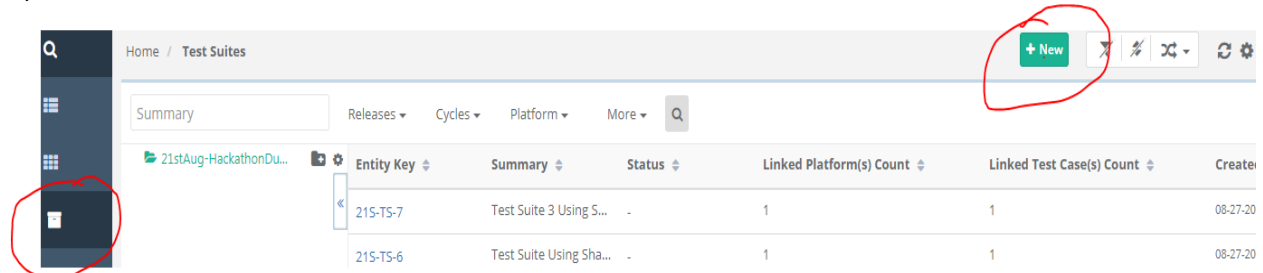 Home / Test Suites
+ New
Summary Releases Cycles Platform More
21stAug-HackathonDu...
Entity Key Summary Status Linked Platform(s) Count Linked Test Case(s) Count Create
21S-TS-7 Test Suite 3 Using S... - 1 1 08-27-20
21S-TS-6 Test Suite Using Sha... - 1 1 08-27-20